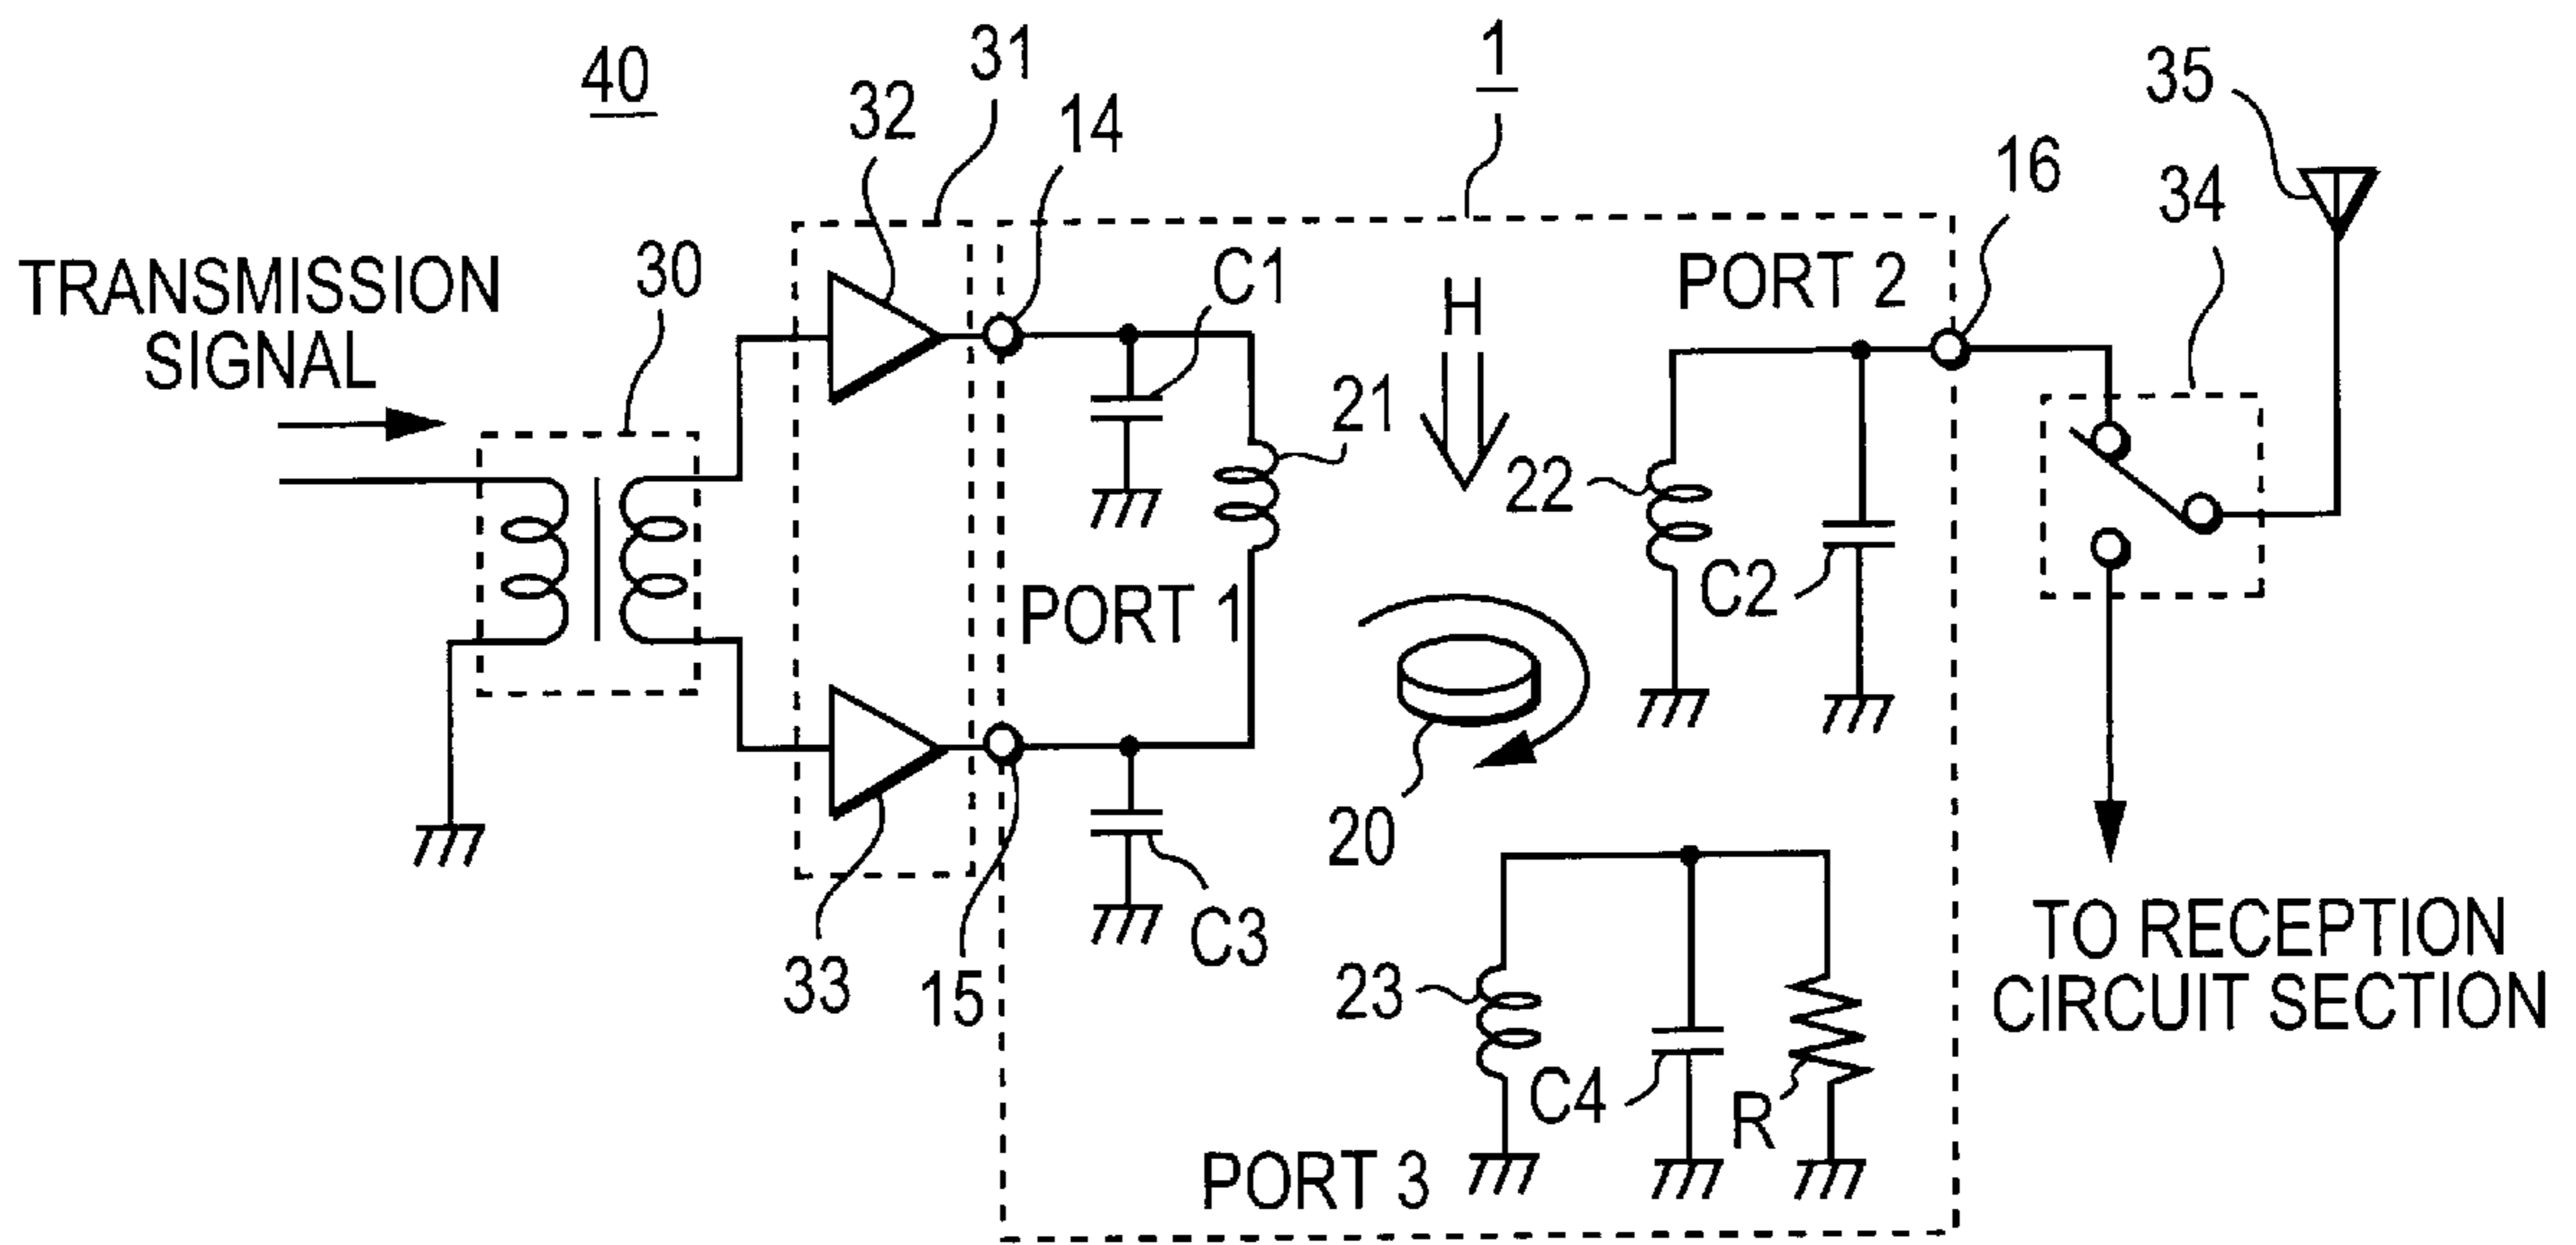 40
31
32
14
1
35
16
34
TRANSMISSION
SIGNAL
30
C1
H
PORT 2
21
22
C2
PORT 1
20
33
15
C3
23
C4
R
PORT 3
TO RECEPTION
CIRCUIT SECTION